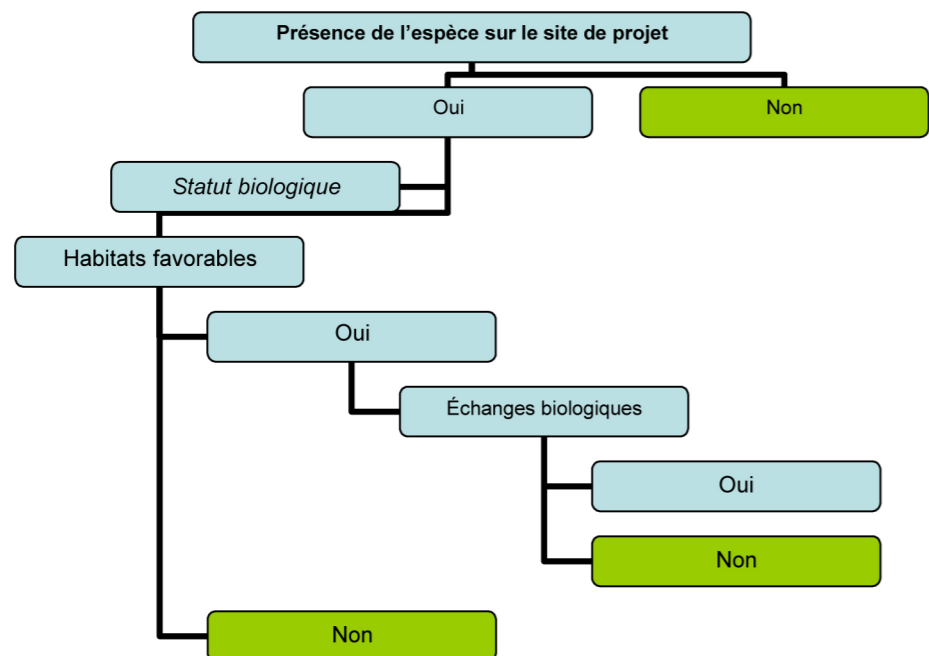 Présence de l'espèce sur le site de projet
Oui
Non
Statut biologique
Habitats favorables
Oui
Échanges biologiques
Oui
Non
Non